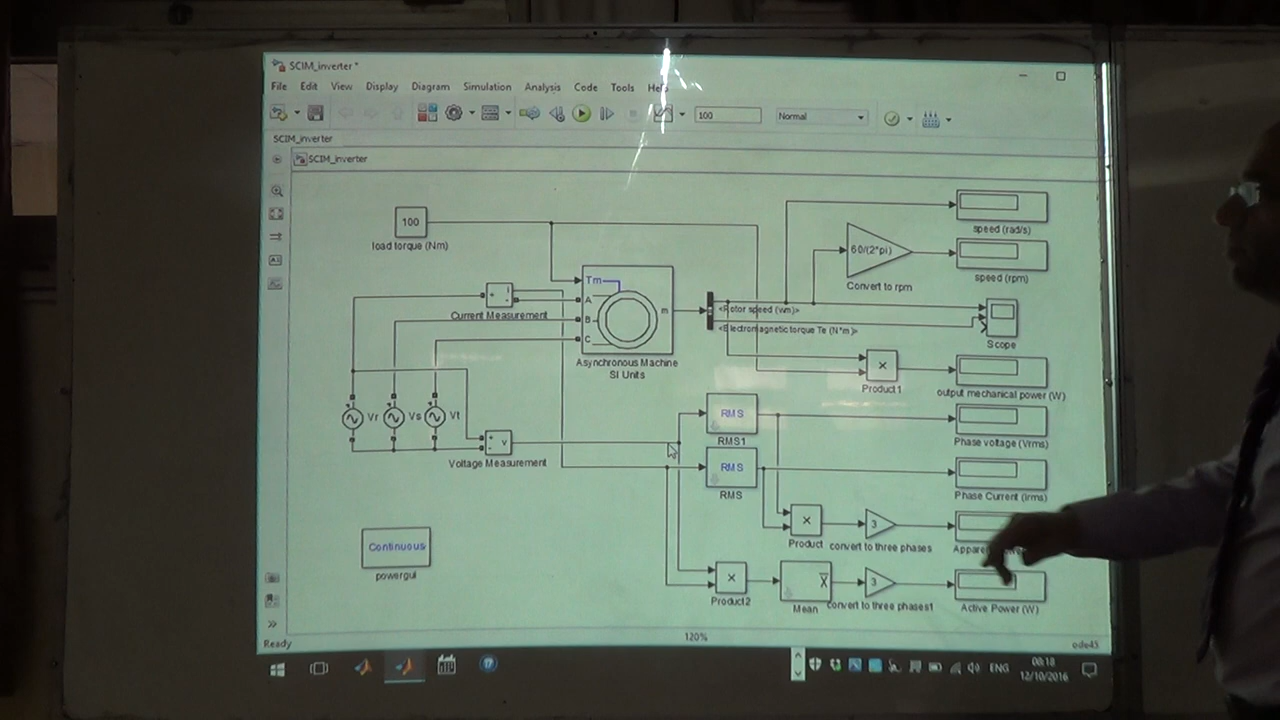 SCIM_inverter *
File Edit View Display Diagram Simulation Analysis Code Tools Help
100 Normal
SCIM_inverter
SCIM_inverter
100
load torque (Nm)
speed (rad/s)
60/(2*pi)
Convert to rpm
speed (rpm)
Tm
A
B
C
m
Asynchronous Machine
SI Units
+
-
i
Current Measurement
<Rotor speed (wm)>
<Electromagnetic torque Te (N*m)>
Scope
×
Product1
output mechanical power (W)
Vr
Vs
Vt
+
-
v
Voltage Measurement
RMS
RMS1
Phase voltage (Vrms)
RMS
RMS
Phase Current (Irms)
×
Product
3
convert to three phases
Continuous
powergui
×
Product2
Mean
3
convert to three phases1
Active Power (W)
Ready
120%
ode45
ENG
08:18
12/10/2016